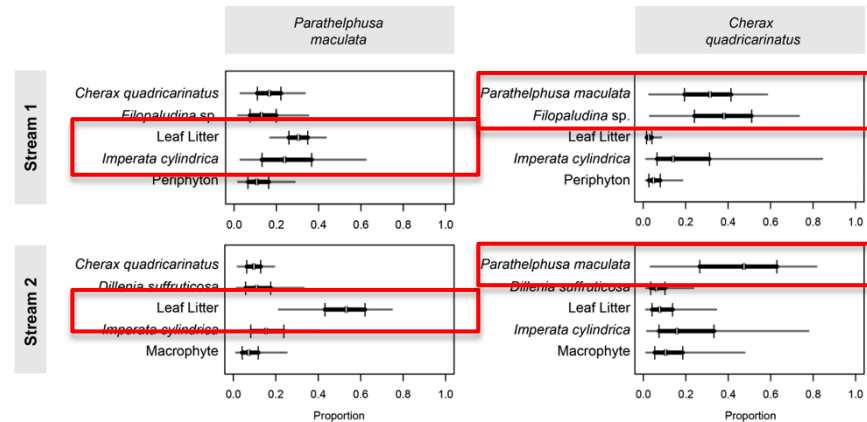 Parathelphusa
maculata
Cherax
quadricarinatus
Stream 1
Cherax quadricarinatus
Filopaludina sp.
Leaf Litter
Imperata cylindrica
Periphyton
0.0 0.2 0.4 0.6 0.8 1.0
Parathelphusa maculata
Filopaludina sp.
Leaf Litter
Imperata cylindrica
Periphyton
0.0 0.2 0.4 0.6 0.8 1.0
Stream 2
Cherax quadricarinatus
Dillenia suffruticosa
Leaf Litter
Imperata cylindrica
Macrophyte
0.0 0.2 0.4 0.6 0.8 1.0
Proportion
Parathelphusa maculata
Dillenia suffruticosa
Leaf Litter
Imperata cylindrica
Macrophyte
0.0 0.2 0.4 0.6 0.8 1.0
Proportion